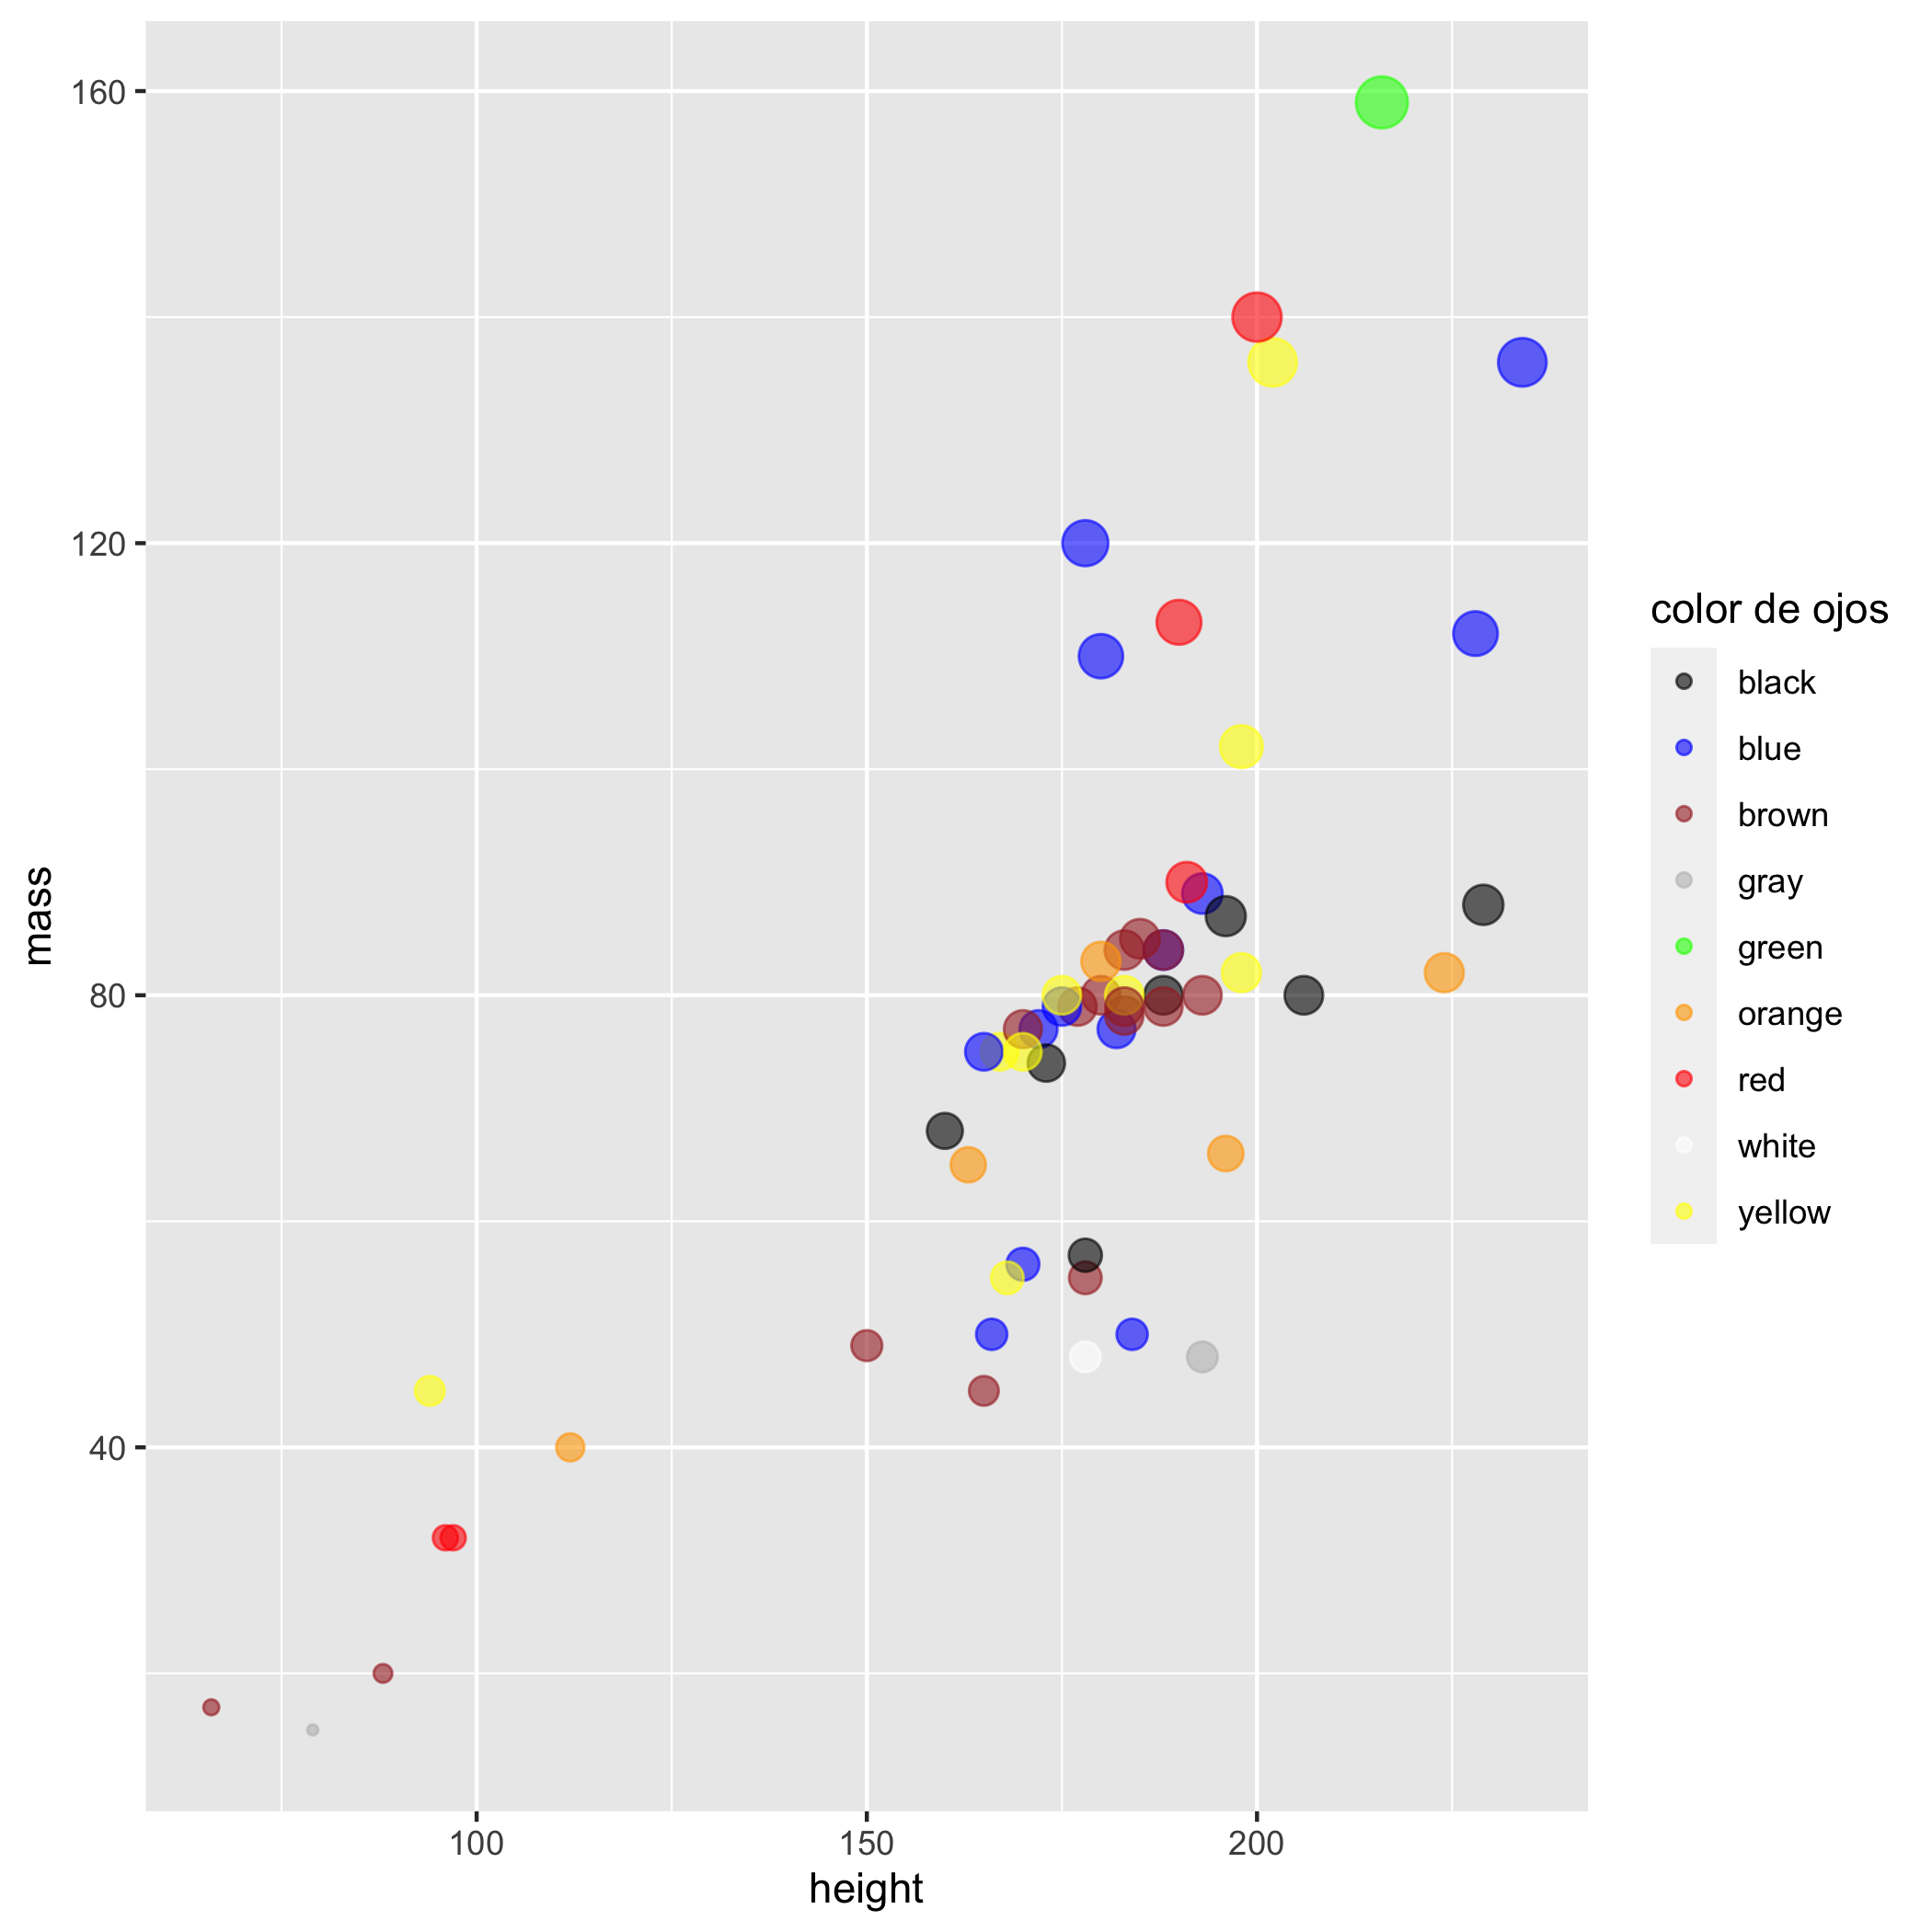 160
120
80
40
mass
100 150 200
height
color de ojos
black
blue
brown
gray
green
orange
red
white
yellow